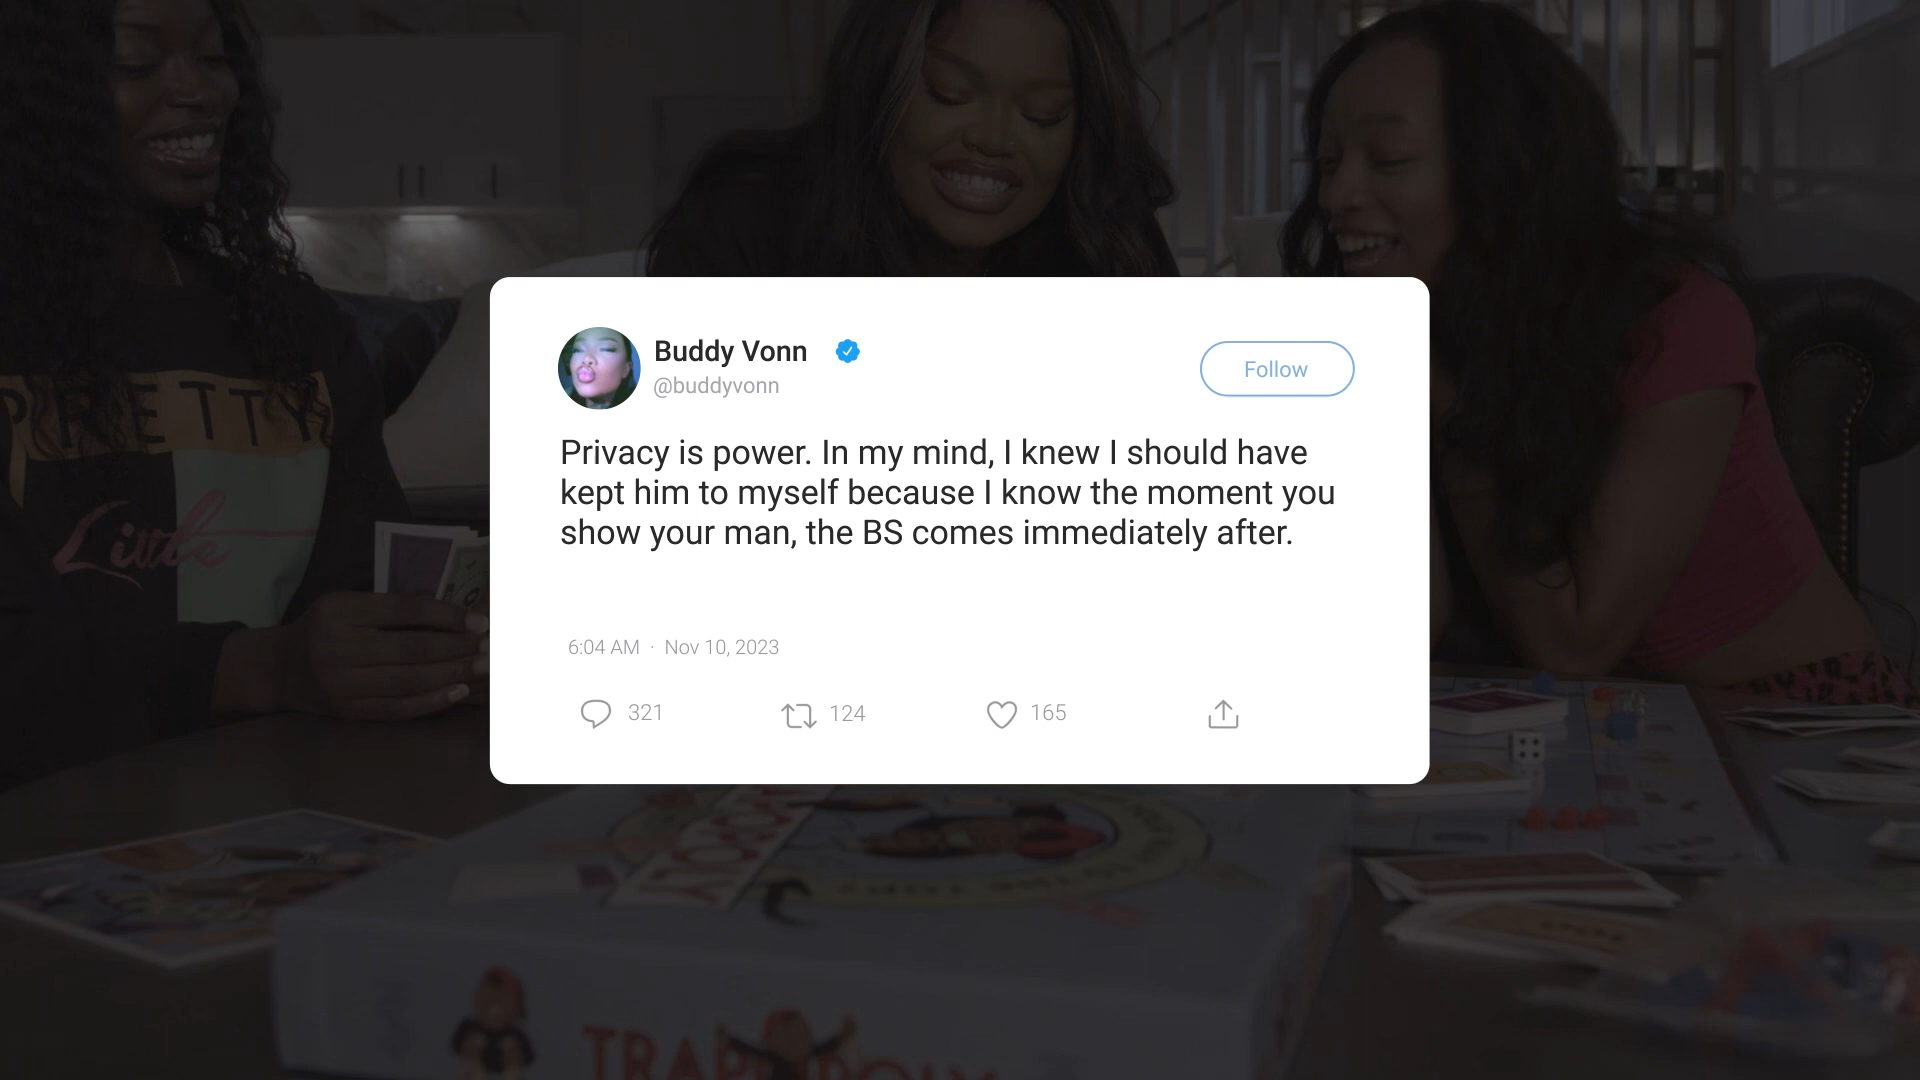 Buddy Vonn
@buddyvonn
Follow
Privacy is power. In my mind, I knew I should have
kept him to myself because I know the moment you
show your man, the BS comes immediately after.
6:04 AM · Nov 10, 2023
321 124 165
PRETTY
Little